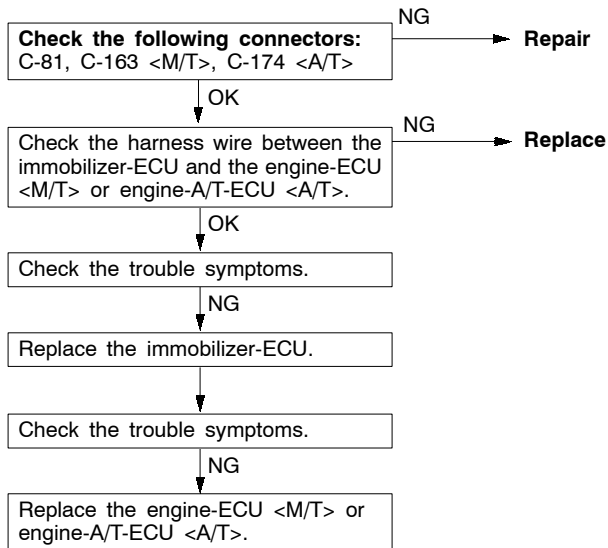 NG
Check the following connectors:
C-81, C-163 <M/T>, C-174 <A/T>
Repair
OK
NG
Check the harness wire between the
immobilizer-ECU and the engine-ECU
<M/T> or engine-A/T-ECU <A/T>.
Replace
OK
Check the trouble symptoms.
NG
Replace the immobilizer-ECU.
Check the trouble symptoms.
NG
Replace the engine-ECU <M/T> or
engine-A/T-ECU <A/T>.